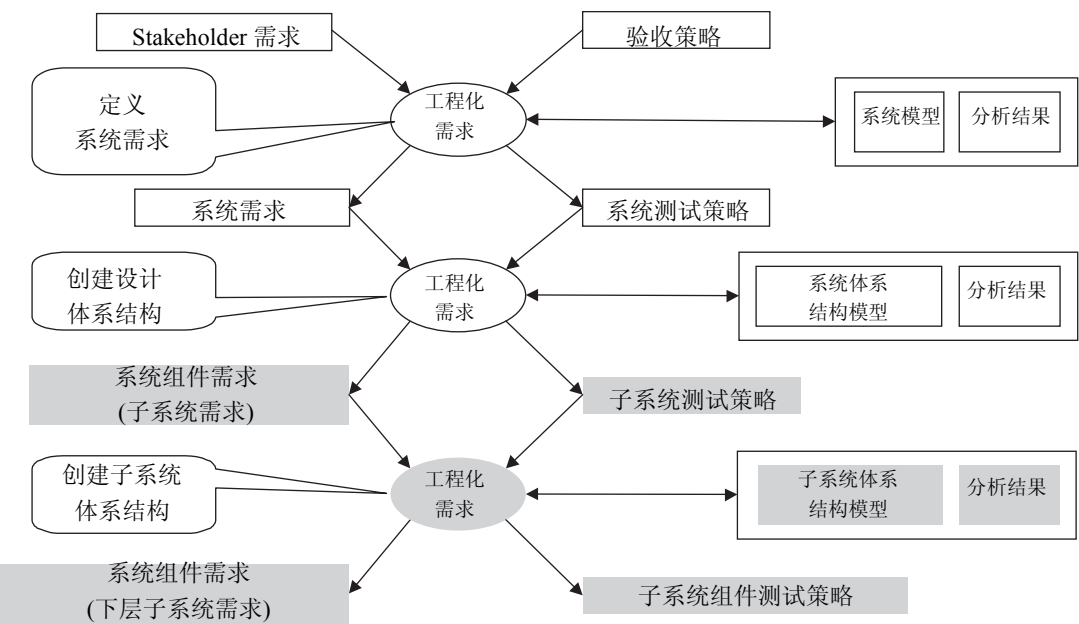 Stakeholder 需求
验收策略
定义
系统需求
工程化
需求
系统模型
分析结果
系统需求
系统测试策略
创建设计
体系结构
工程化
需求
系统体系
结构模型
分析结果
系统组件需求
(子系统需求)
子系统测试策略
创建子系统
体系结构
工程化
需求
子系统体系
结构模型
分析结果
系统组件需求
(下层子系统需求)
子系统组件测试策略